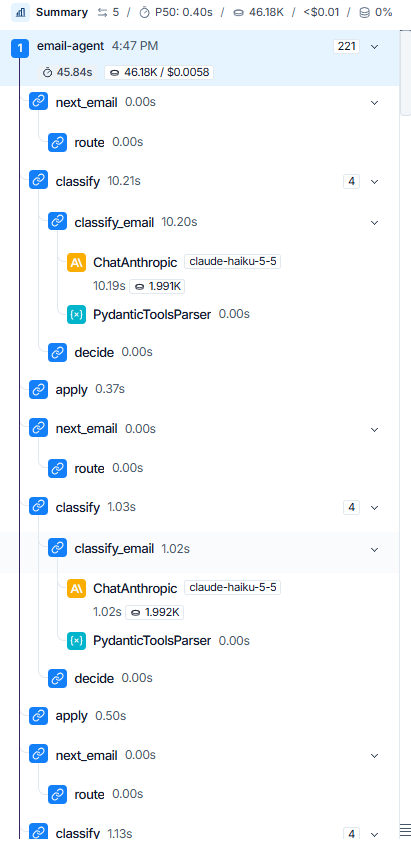 Summary 5 / P50: 0.40s / 46.18K / <$0.01 / 0%
1 email-agent 4:47 PM 221
45.84s 46.18K / $0.0058
next_email 0.00s
route 0.00s
classify 10.21s 4
classify_email 10.20s
A\ ChatAnthropic claude-haiku-5-5
10.19s 1.991K
{×} PydanticToolsParser 0.00s
decide 0.00s
apply 0.37s
next_email 0.00s
route 0.00s
classify 1.03s 4
classify_email 1.02s
A\ ChatAnthropic claude-haiku-5-5
1.02s 1.992K
{×} PydanticToolsParser 0.00s
decide 0.00s
apply 0.50s
next_email 0.00s
route 0.00s
classify 1.13s 4